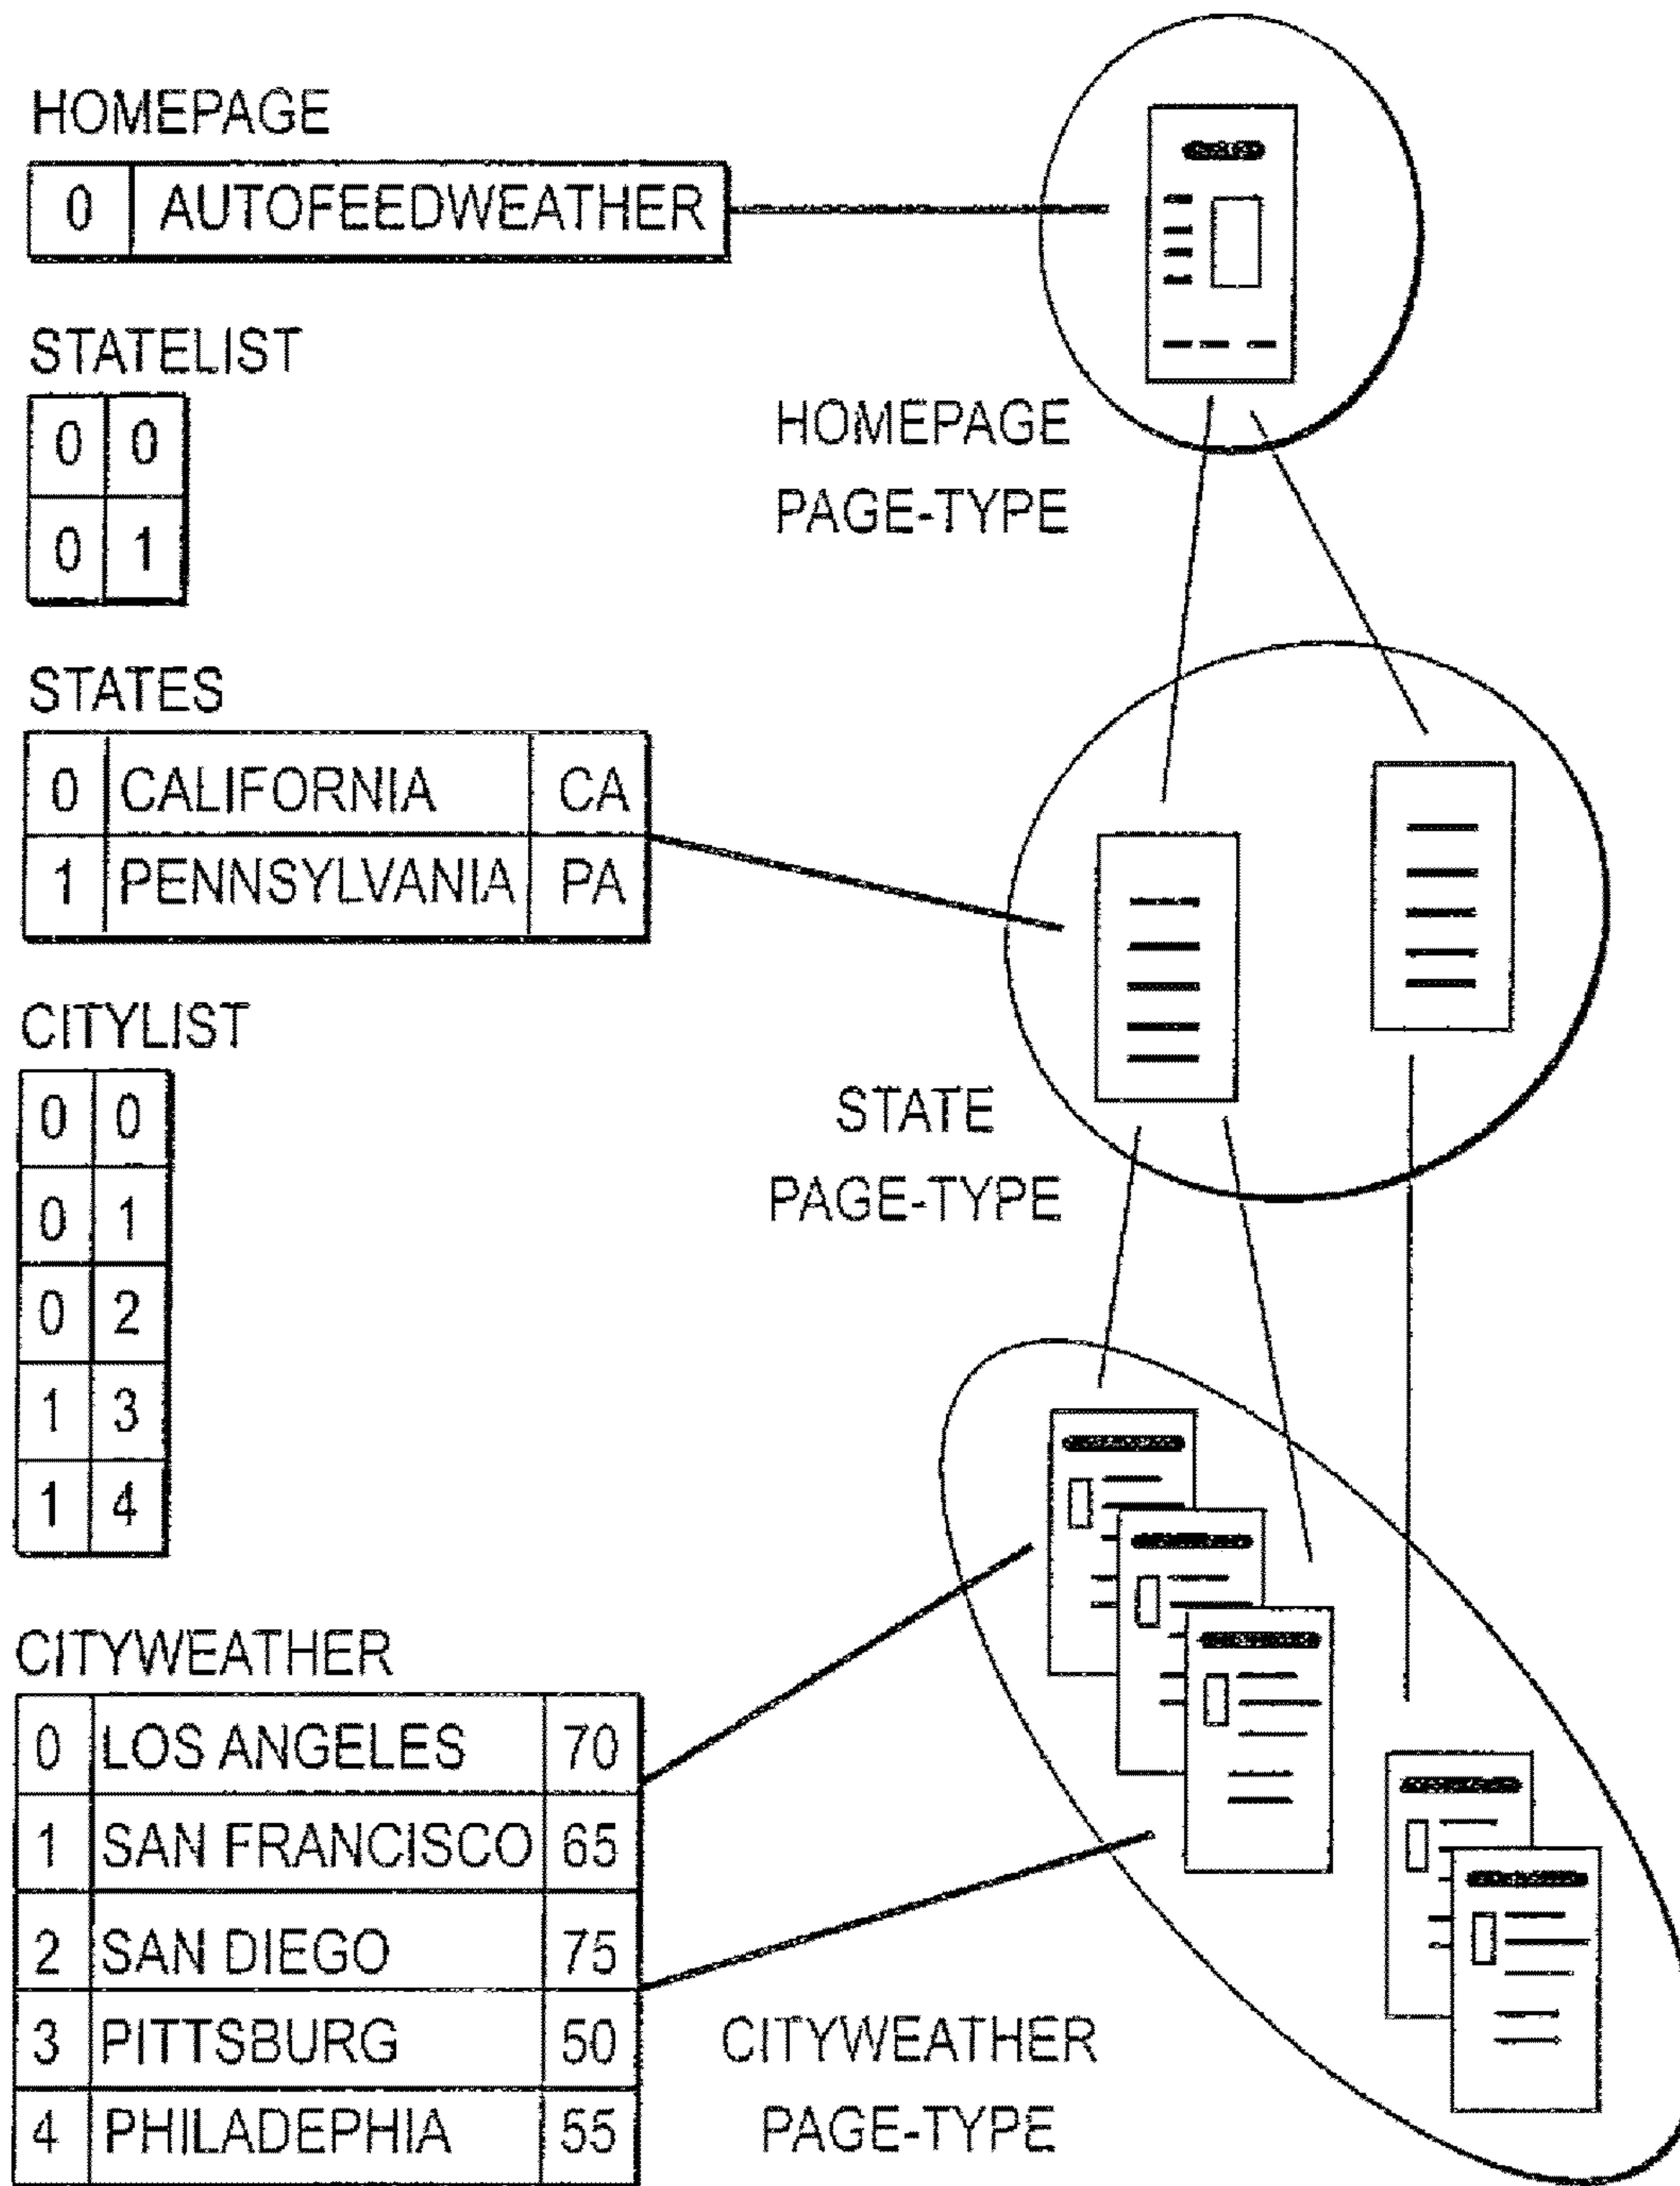 HOMEPAGE
0 AUTOFEEDWEATHER
STATELIST
0 0
0 1
HOMEPAGE
PAGE-TYPE
STATES
0 CALIFORNIA CA
1 PENNSYLVANIA PA
CITYLIST
0 0
0 1
0 2
1 3
1 4
STATE
PAGE-TYPE
CITYWEATHER
0 LOS ANGELES 70
1 SAN FRANCISCO 65
2 SAN DIEGO 75
3 PITTSBURG 50
4 PHILADEPHIA 55
CITYWEATHER
PAGE-TYPE